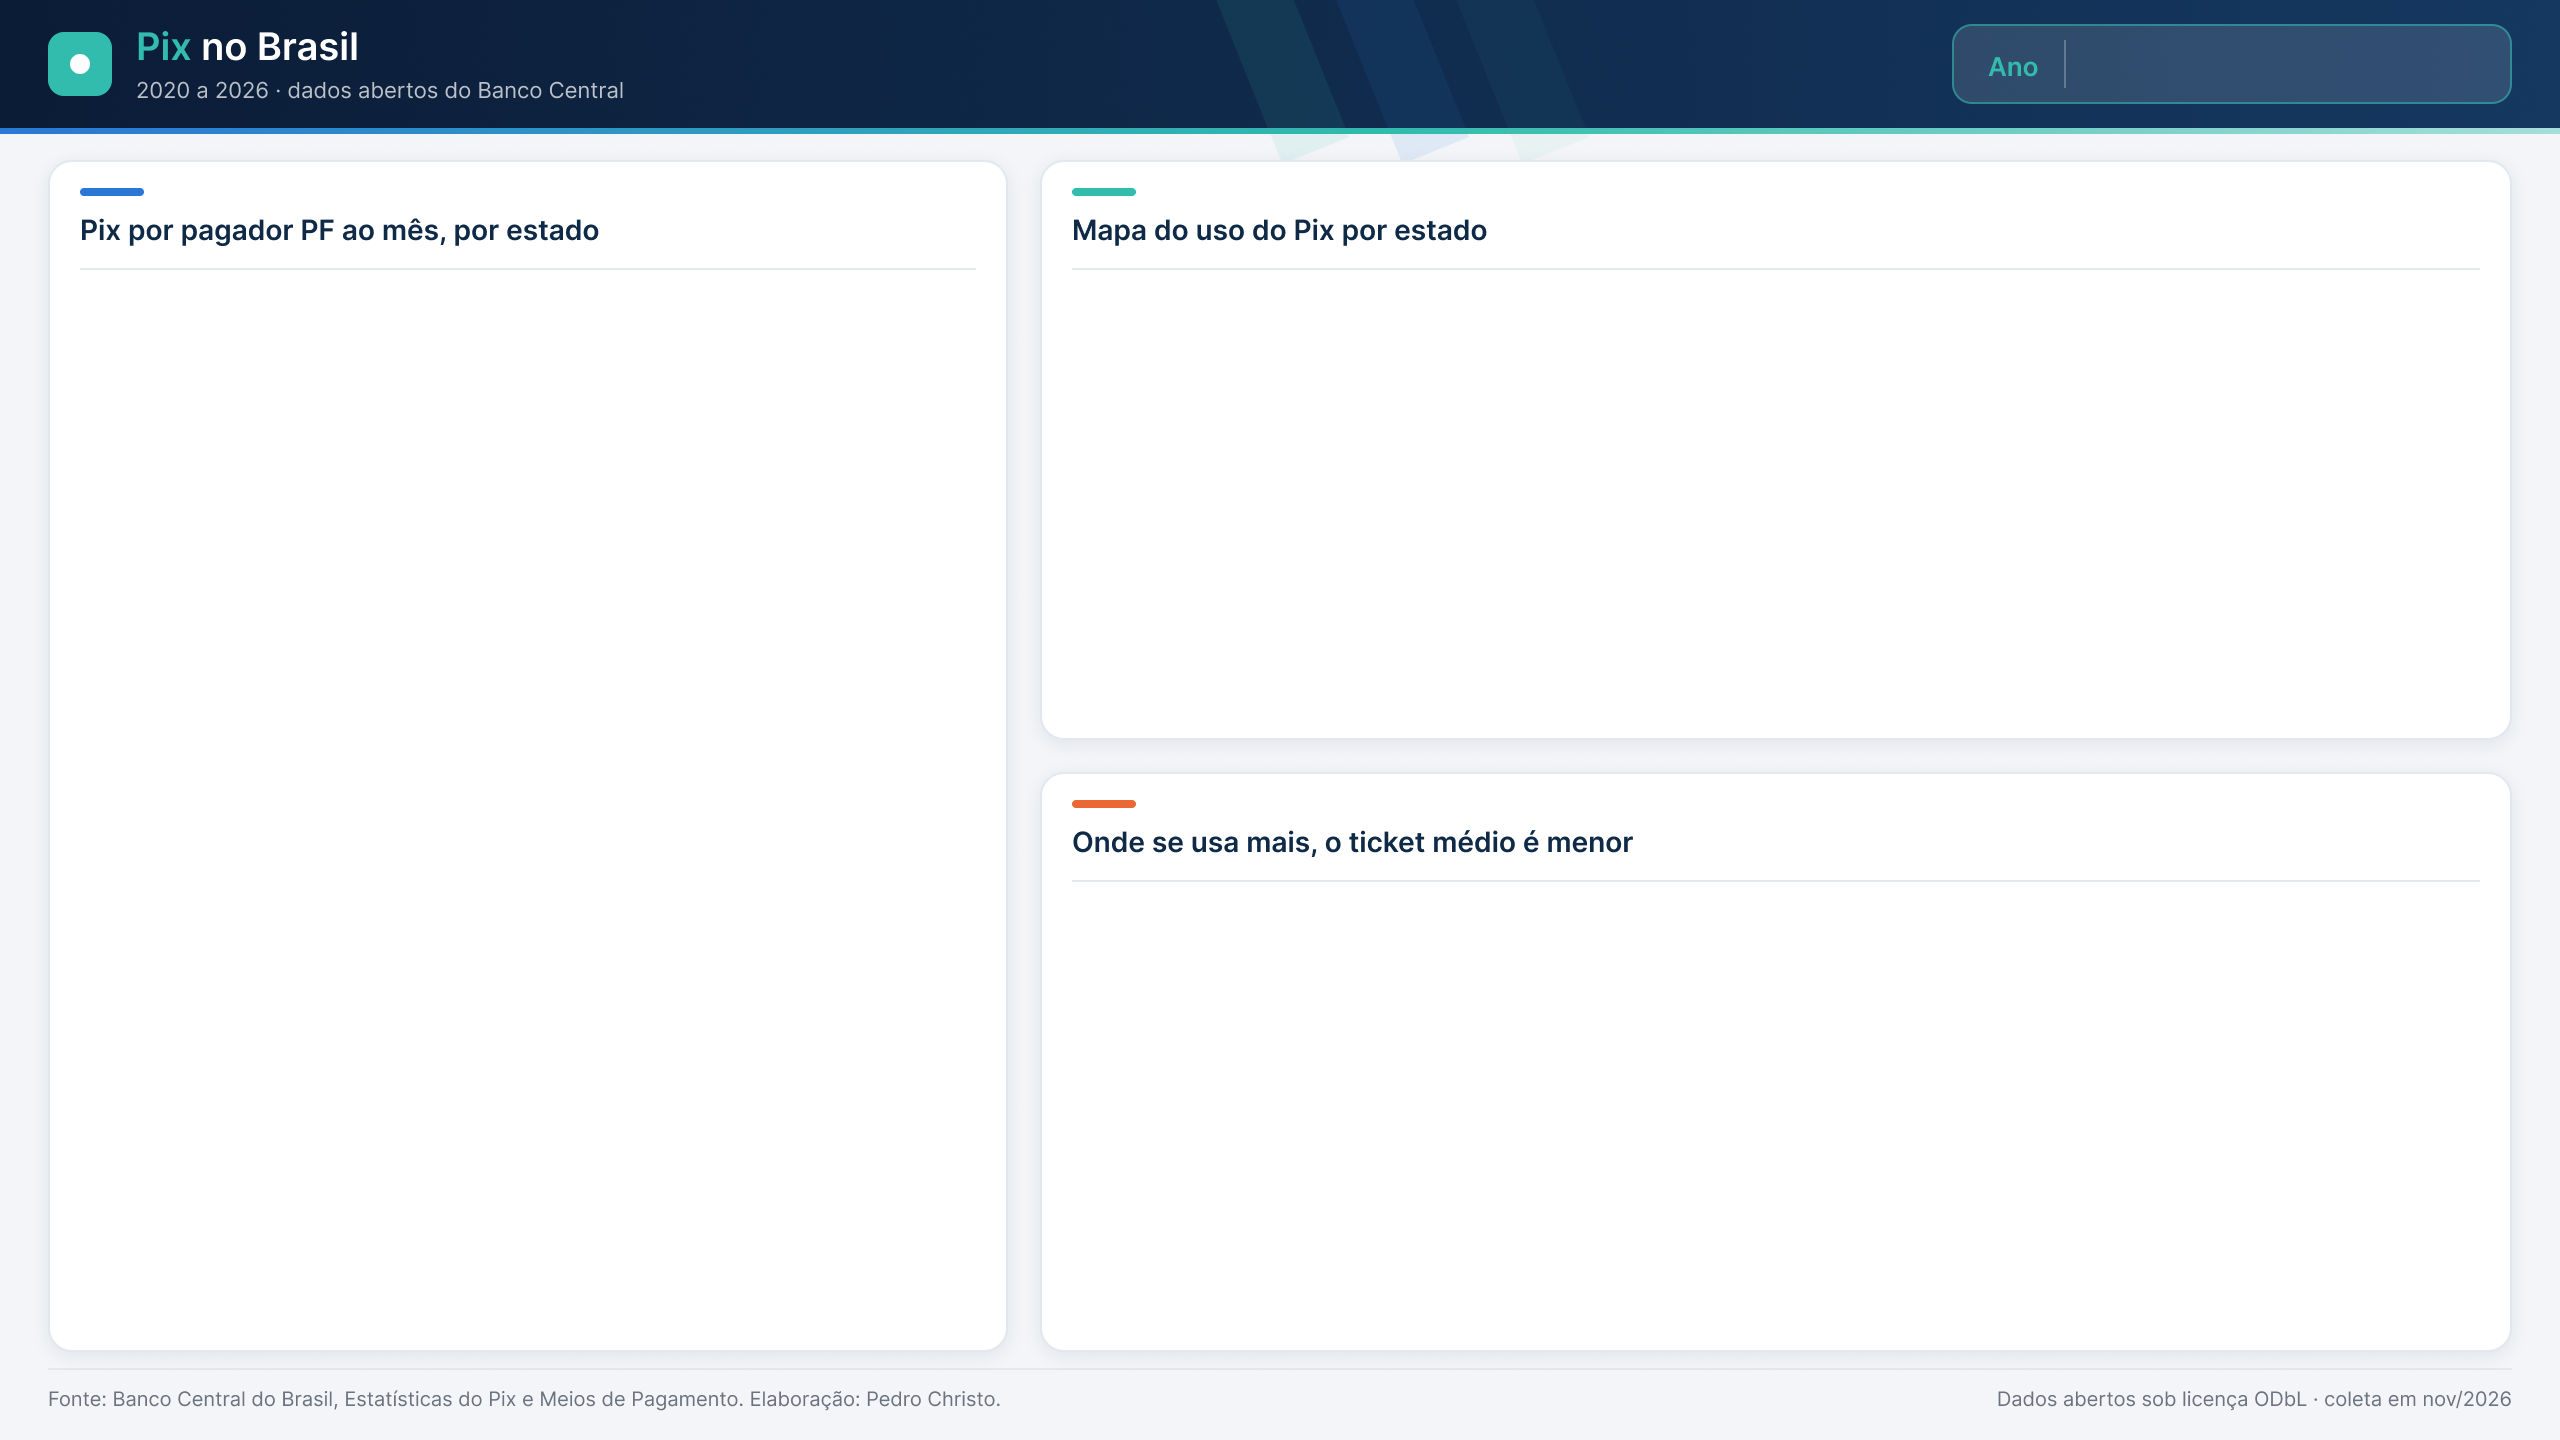 Pix no Brasil
2020 a 2026 · dados abertos do Banco Central
Ano
Pix por pagador PF ao mês, por estado
Mapa do uso do Pix por estado
Onde se usa mais, o ticket médio é menor
Fonte: Banco Central do Brasil, Estatísticas do Pix e Meios de Pagamento. Elaboração: Pedro Christo.
Dados abertos sob licença ODbL · coleta em nov/2026